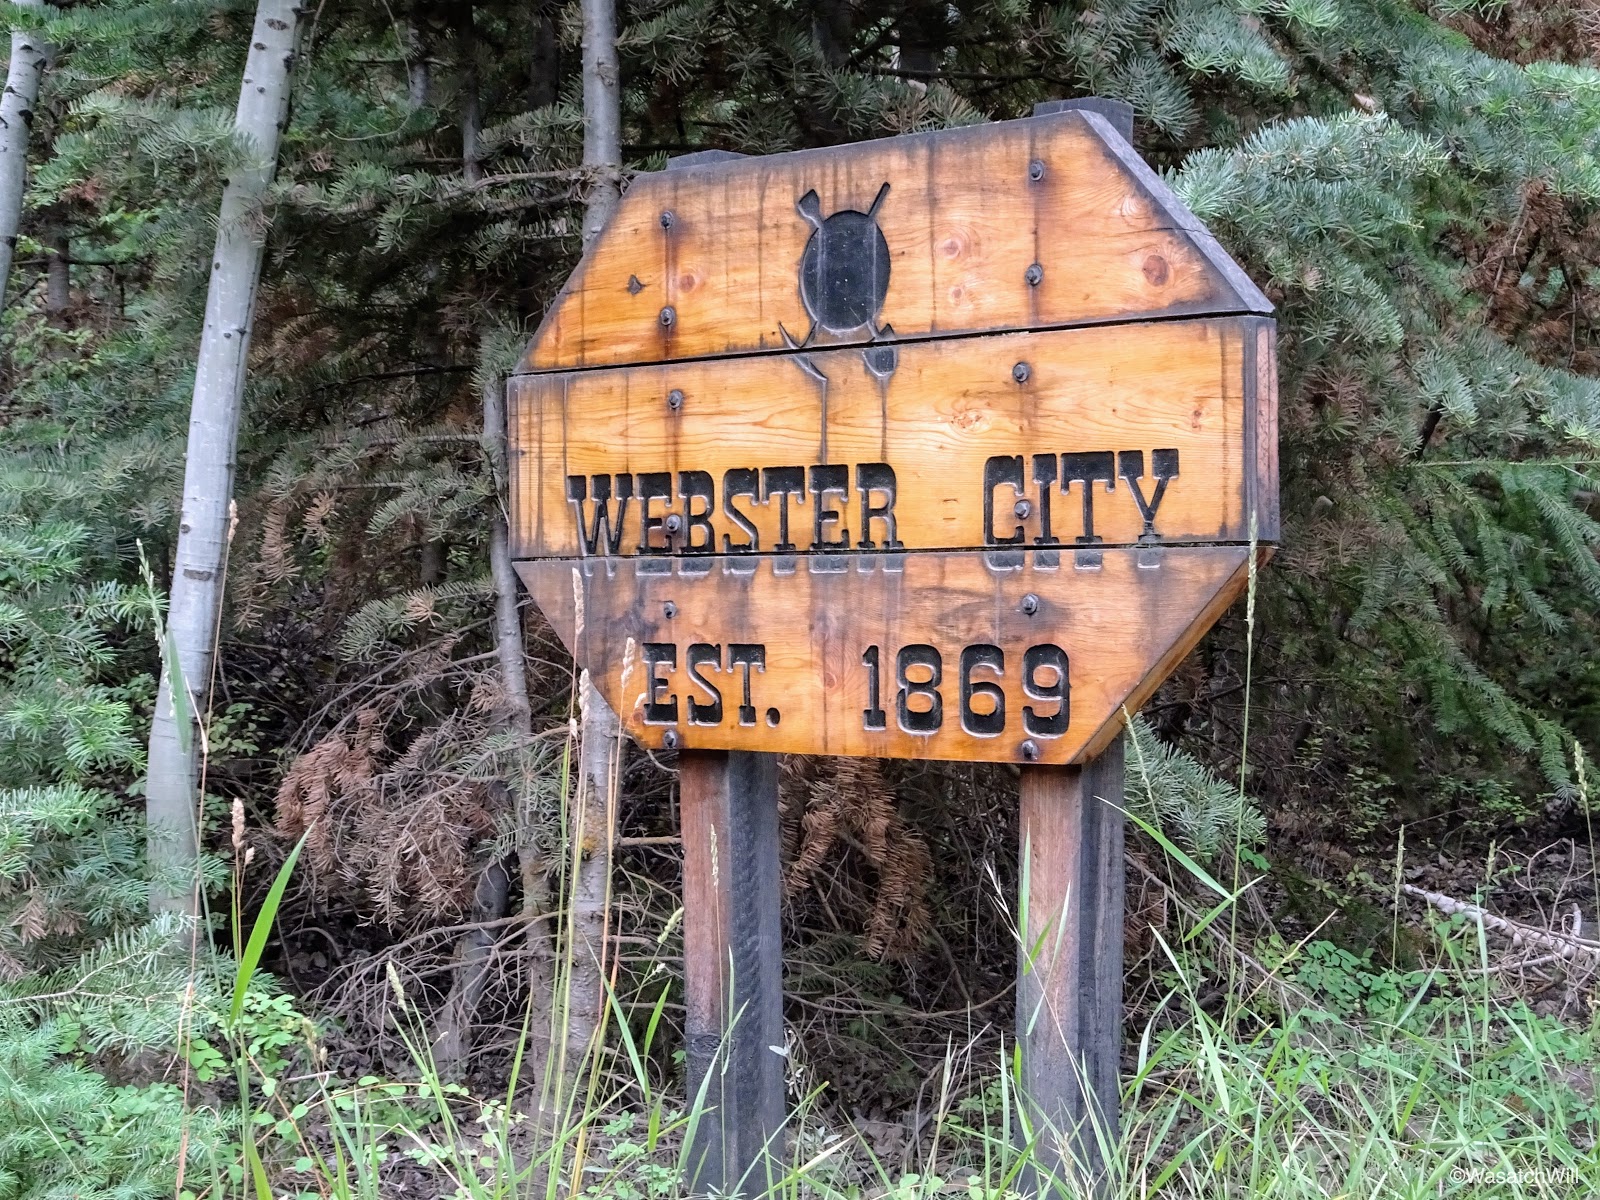 WEBSTER CITY
EST. 1869
©WasatchWill